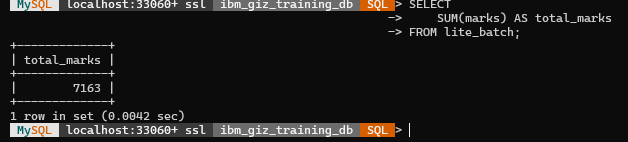 MySQL localhost:33060+ ssl ibm_giz_training_db SQL > SELECT
-> SUM(marks) AS total_marks
-> FROM lite_batch;
+-------------+
| total_marks |
+-------------+
| 7163 |
+-------------+
1 row in set (0.0042 sec)
MySQL localhost:33060+ ssl ibm_giz_training_db SQL >